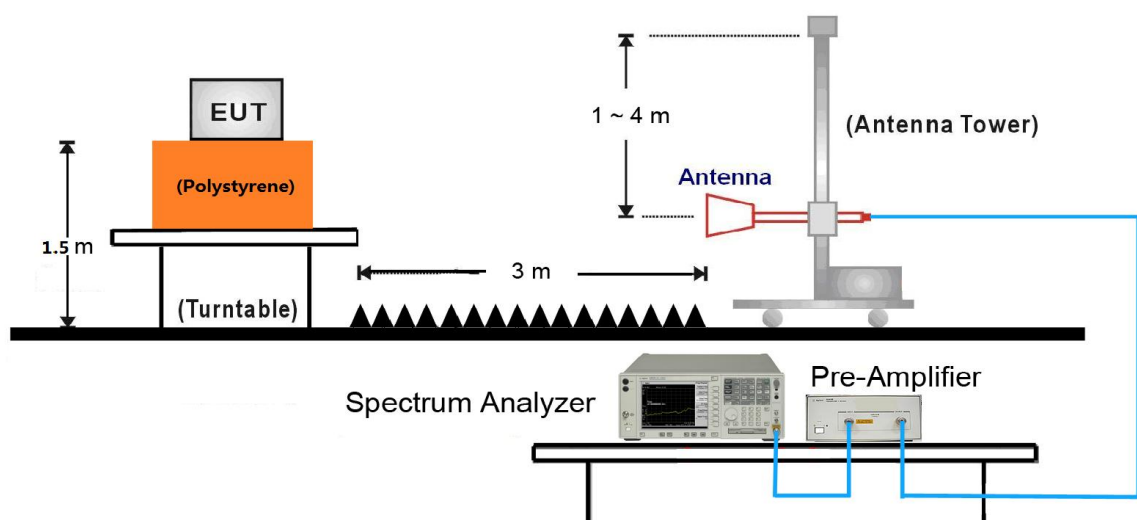 EUT
(Polystyrene)
1.5 m
(Turntable)
3 m
1 ~ 4 m
Antenna
(Antenna Tower)
Spectrum Analyzer
Pre-Amplifier